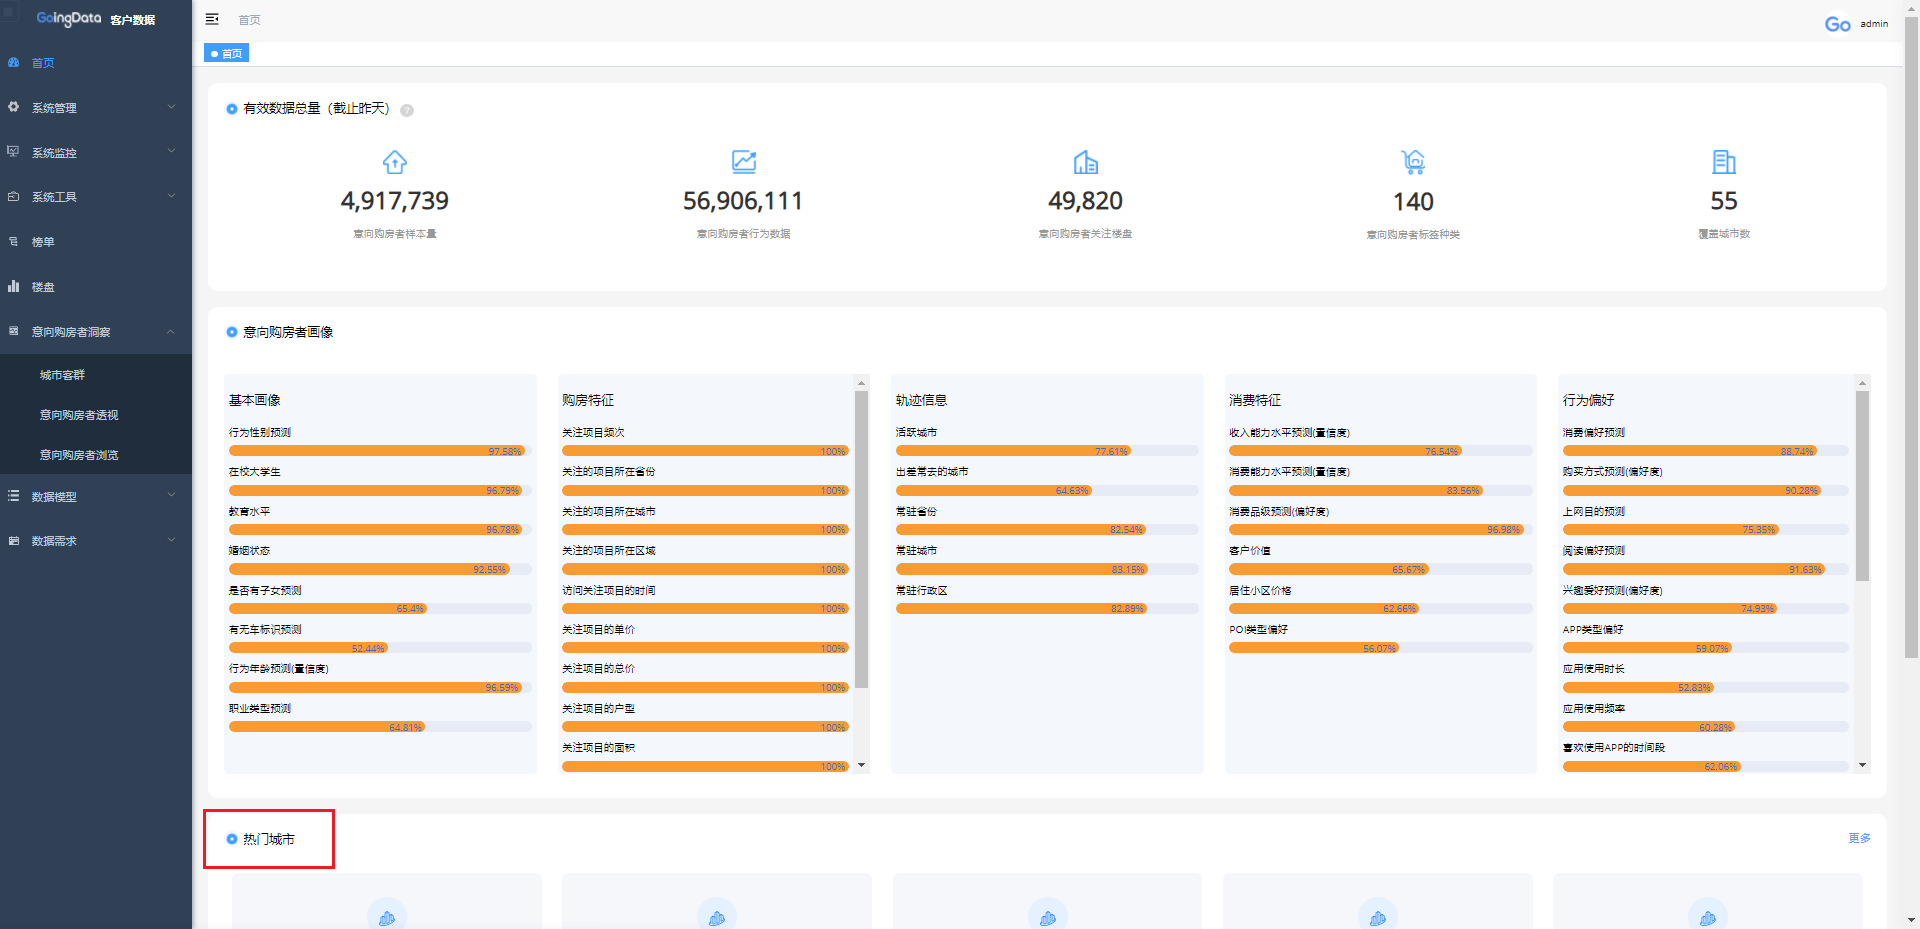 GoingData 客户数据
首页
系统管理
系统监控
系统工具
榜单
楼盘
意向购房者洞察
城市客群
意向购房者透视
意向购房者浏览
数据模型
数据需求
首页
Go admin
首页
有效数据总量（截止昨天） ?
4,917,739
意向购房者样本量
56,906,111
意向购房者行为数据
49,820
意向购房者关注楼盘
140
意向购房者标签种类
55
覆盖城市数
意向购房者画像
基本画像
行为性别预测
97.58%
在校大学生
96.79%
教育水平
96.78%
婚姻状态
92.55%
是否有子女预测
65.4%
有无车标识预测
52.44%
行为年龄预测(置信度)
96.59%
职业类型预测
64.81%
购房特征
关注项目频次
100%
关注的项目所在省份
100%
关注的项目所在城市
100%
关注的项目所在区域
100%
访问关注项目的时间
100%
关注项目的单价
100%
关注项目的总价
100%
关注项目的户型
100%
关注项目的面积
100%
轨迹信息
活跃城市
77.61%
出差常去的城市
64.63%
常驻省份
82.54%
常驻城市
83.15%
常驻行政区
82.89%
消费特征
收入能力水平预测(置信度)
76.54%
消费能力水平预测(置信度)
83.56%
消费品级预测(偏好度)
96.98%
客户价值
65.67%
居住小区价格
62.66%
POI类型偏好
56.07%
行为偏好
消费偏好预测
88.74%
购买方式预测(偏好度)
90.28%
上网目的预测
75.35%
阅读偏好预测
91.63%
兴趣爱好预测(偏好度)
74.93%
APP类型偏好
59.07%
应用使用时长
52.83%
应用使用频率
60.28%
喜欢使用APP的时间段
62.06%
热门城市
更多